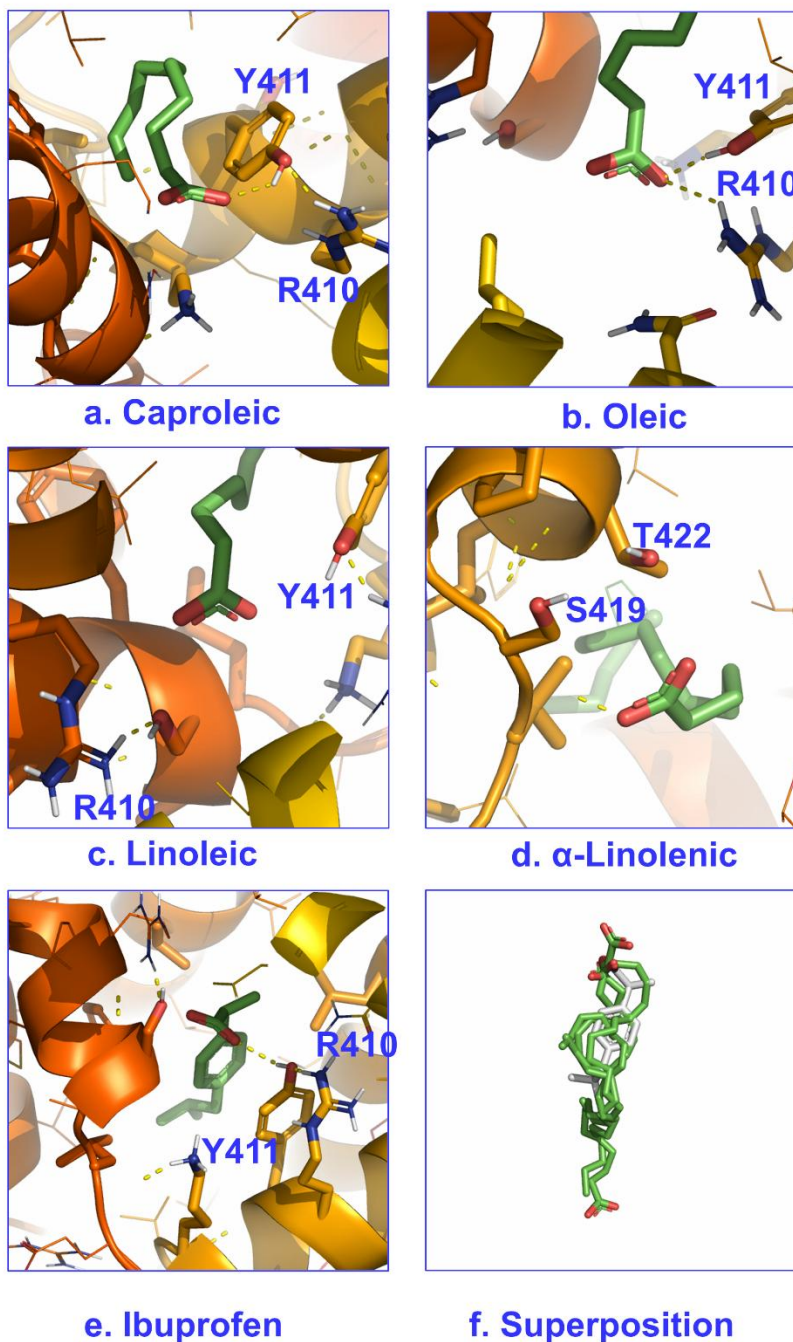 Y411
R410
a. Caproleic
Y411
R410
b. Oleic
Y411
R410
c. Linoleic
T422
S419
d. α-Linolenic
R410
Y411
e. Ibuprofen
f. Superposition